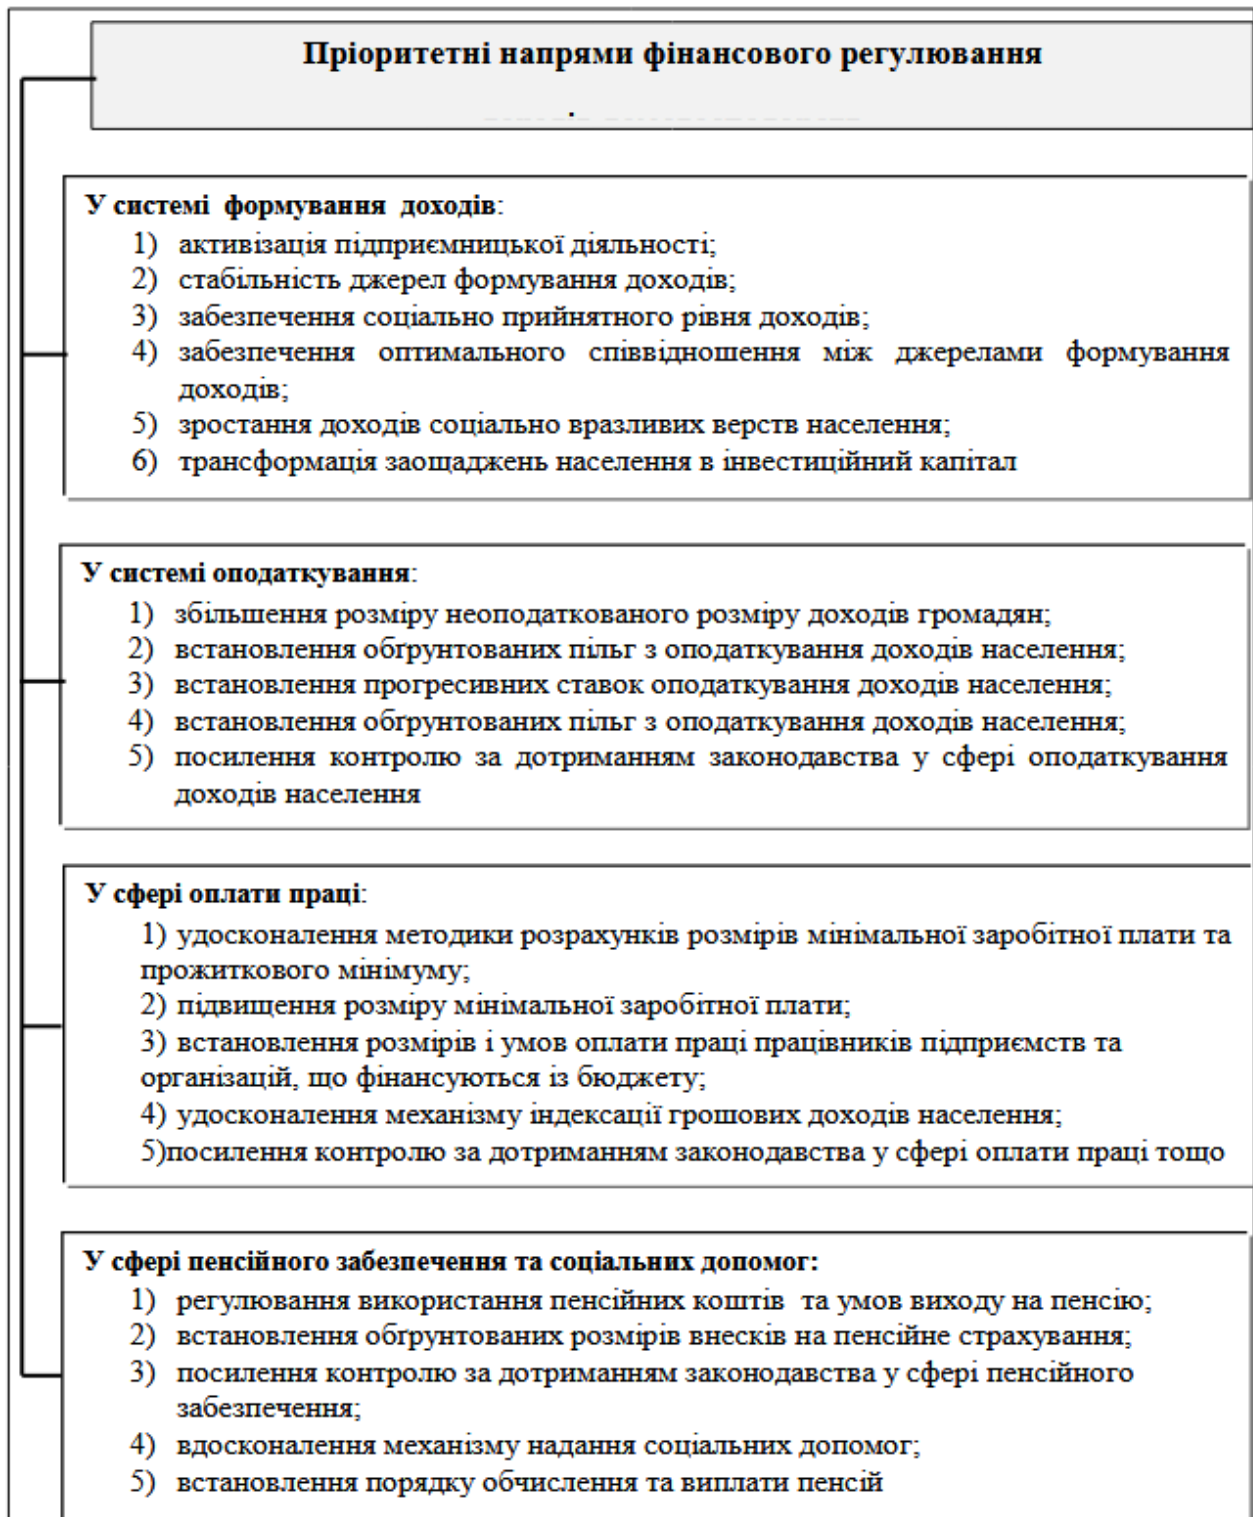 Пріоритетні напрями фінансового регулювання
У системі формування доходів:
1) активізація підприємницької діяльності;
2) стабільність джерел формування доходів;
3) забезпечення соціально прийнятного рівня доходів;
4) забезпечення оптимального співвідношення між джерелами формування
доходів;
5) зростання доходів соціально вразливих верств населення;
6) трансформація заощаджень населення в інвестиційний капітал
У системі оподаткування:
1) збільшення розміру неоподаткованого розміру доходів громадян;
2) встановлення обґрунтованих пільг з оподаткування доходів населення;
3) встановлення прогресивних ставок оподаткування доходів населення;
4) встановлення обґрунтованих пільг з оподаткування доходів населення;
5) посилення контролю за дотриманням законодавства у сфері оподаткування
доходів населення
У сфері оплати праці:
1) удосконалення методики розрахунків розмірів мінімальної заробітної плати та
прожиткового мінімуму;
2) підвищення розміру мінімальної заробітної плати;
3) встановлення розмірів і умов оплати праці працівників підприємств та
організацій, що фінансуються із бюджету;
4) удосконалення механізму індексації грошових доходів населення;
5)посилення контролю за дотриманням законодавства у сфері оплати праці тощо
У сфері пенсійного забезпечення та соціальних допомог:
1) регулювання використання пенсійних коштів та умов виходу на пенсію;
2) встановлення обґрунтованих розмірів внесків на пенсійне страхування;
3) посилення контролю за дотриманням законодавства у сфері пенсійного
забезпечення;
4) вдосконалення механізму надання соціальних допомог;
5) встановлення порядку обчислення та виплати пенсій